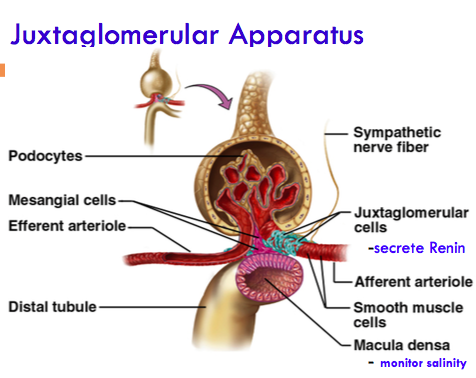 Juxtaglomerular Apparatus
Sympathetic
nerve fiber
Podocytes
Mesangial cells
Efferent arteriole
Juxtaglomerular
cells
-secrete Renin
Afferent arteriole
Distal tubule
Smooth muscle
cells
Macula densa
- monitor salinity